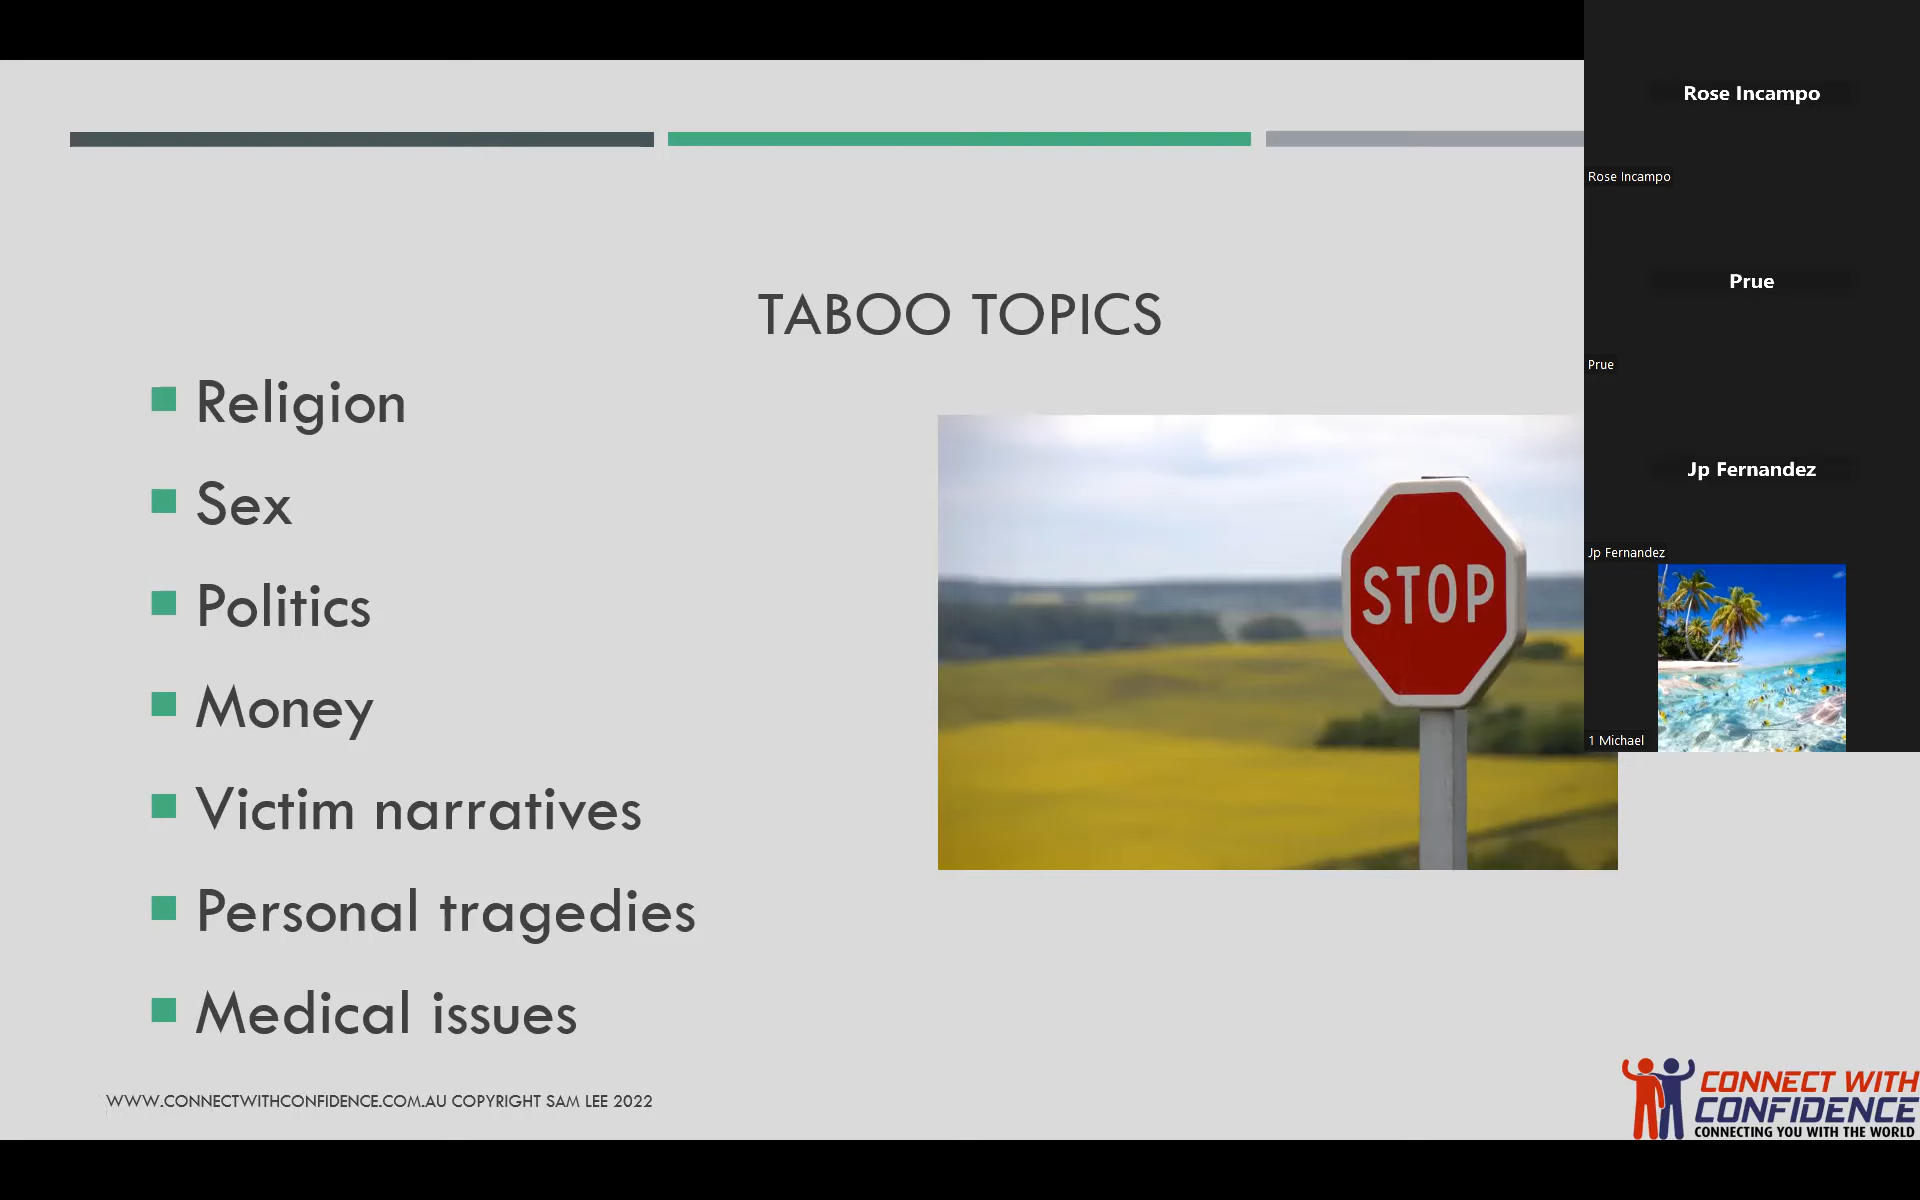 TABOO TOPICS
Religion
Sex
Politics
Money
Victim narratives
Personal tragedies
Medical issues
STOP
WWW.CONNECTWITHCONFIDENCE.COM.AU COPYRIGHT SAM LEE 2022
CONNECT WITH
CONFIDENCE
CONNECTING YOU WITH THE WORLD
Rose Incampo
Rose Incampo
Prue
Prue
Jp Fernandez
Jp Fernandez
1 Michael